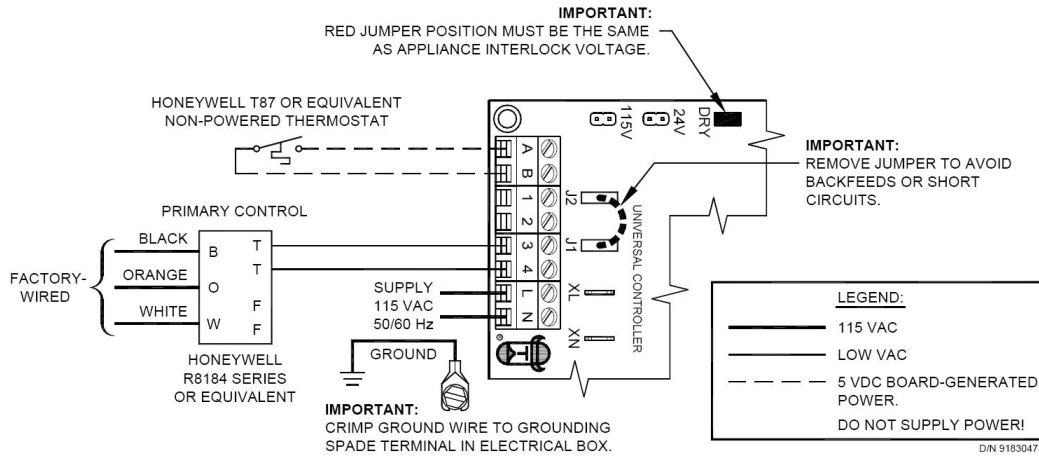 IMPORTANT:
RED JUMPER POSITION MUST BE THE SAME
AS APPLIANCE INTERLOCK VOLTAGE.
HONEYWELL T87 OR EQUIVALENT
NON-POWERED THERMOSTAT
115V
24V
DRY
IMPORTANT:
REMOVE JUMPER TO AVOID
BACKFEEDS OR SHORT
CIRCUITS.
A
B
1
2
3
4
L
N
J2
J1
UNIVERSAL CONTROLLER
XL
XN
PRIMARY CONTROL
FACTORY-
WIRED
BLACK
ORANGE
WHITE
B
O
W
T
T
F
F
HONEYWELL
R8184 SERIES
OR EQUIVALENT
SUPPLY
115 VAC
50/60 Hz
GROUND
T
IMPORTANT:
CRIMP GROUND WIRE TO GROUNDING
SPADE TERMINAL IN ELECTRICAL BOX.
LEGEND:
115 VAC
LOW VAC
5 VDC BOARD-GENERATED
POWER.
DO NOT SUPPLY POWER!
D/N 9183047